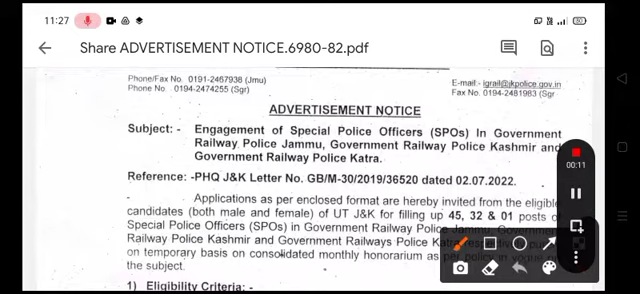 11:27
Share ADVERTISEMENT NOTICE.6980-82.pdf
Phone/Fax No. 0191-2467938 (Jmu)
Phone No. 0194-2474255 (Sgr)
E-mail:- igrail@jkpolice.gov.in
Fax No. 0194-2481983 (Sgr
ADVERTISEMENT NOTICE
Subject: - Engagement of Special Police Officers (SPOs) In Government
Railway Police Jammu, Government Railway Police Kashmir and
Government Railway Police Katra.
Reference: -PHQ J&K Letter No. GB/M-30/2019/36520 dated 02.07.2022.
Applications as per enclosed format are hereby invited from the eligible
candidates (both male and female) of UT J&K for filling up 45, 32 & 01 posts of
Special Police Officers (SPOs) in Government Railway Police Jammu,
Railway Police Kashmir and Government Railways Police
on temporary basis on consolidated monthly honorarium as
the subject.
1) Eligibility Criteria: -
00:11